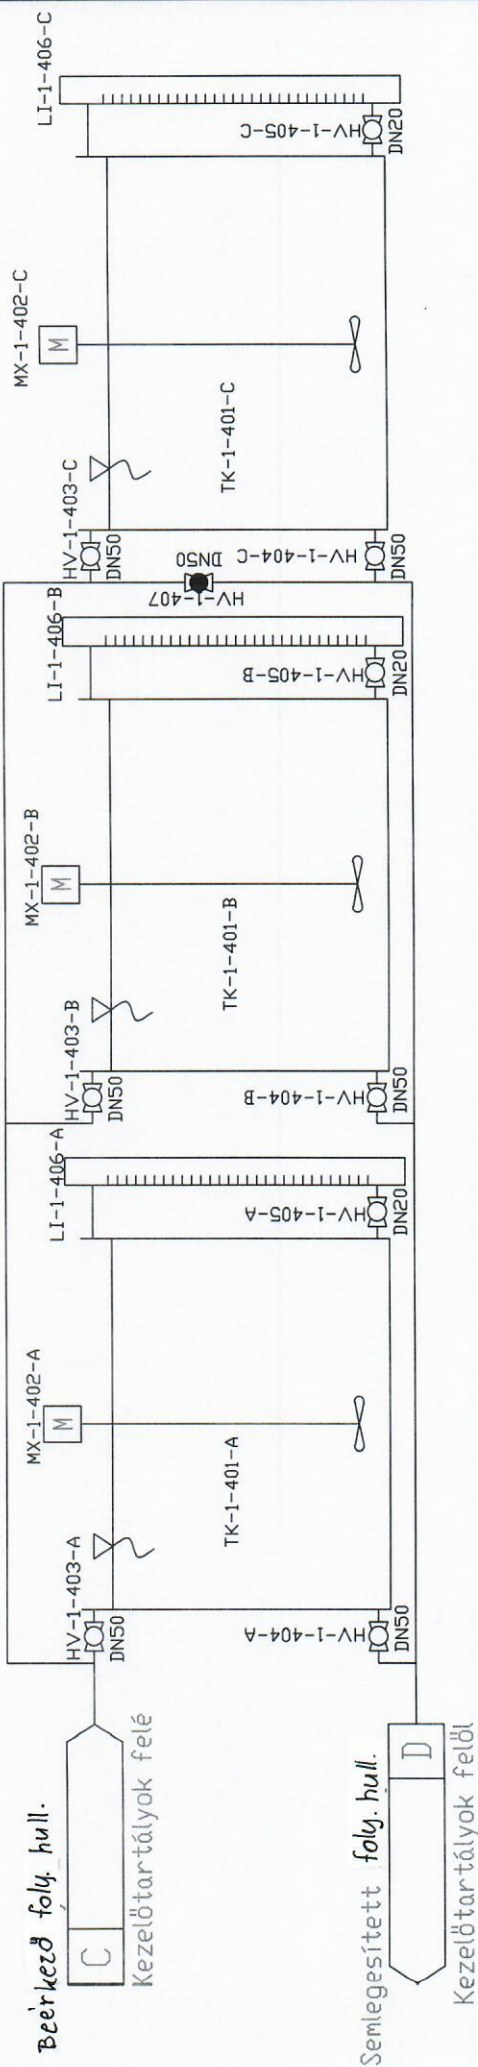 Beérkező foly. hull.
C
Kezelőtartályok felé
Semlegesített foly. hull.
D
Kezelőtartályok felől
HV-1-403-A
DN50
MX-1-402-A
M
TK-1-401-A
HV-1-404-A
DN50
LI-1-406-A
HV-1-405-A
DN20
HV-1-403-B
DN50
MX-1-402-B
M
TK-1-401-B
HV-1-404-B
DN50
LI-1-406-B
HV-1-405-B
DN20
HV-1-407
DN50
HV-1-403-C
DN50
MX-1-402-C
M
TK-1-401-C
HV-1-404-C
DN50
LI-1-406-C
HV-1-405-C
DN20